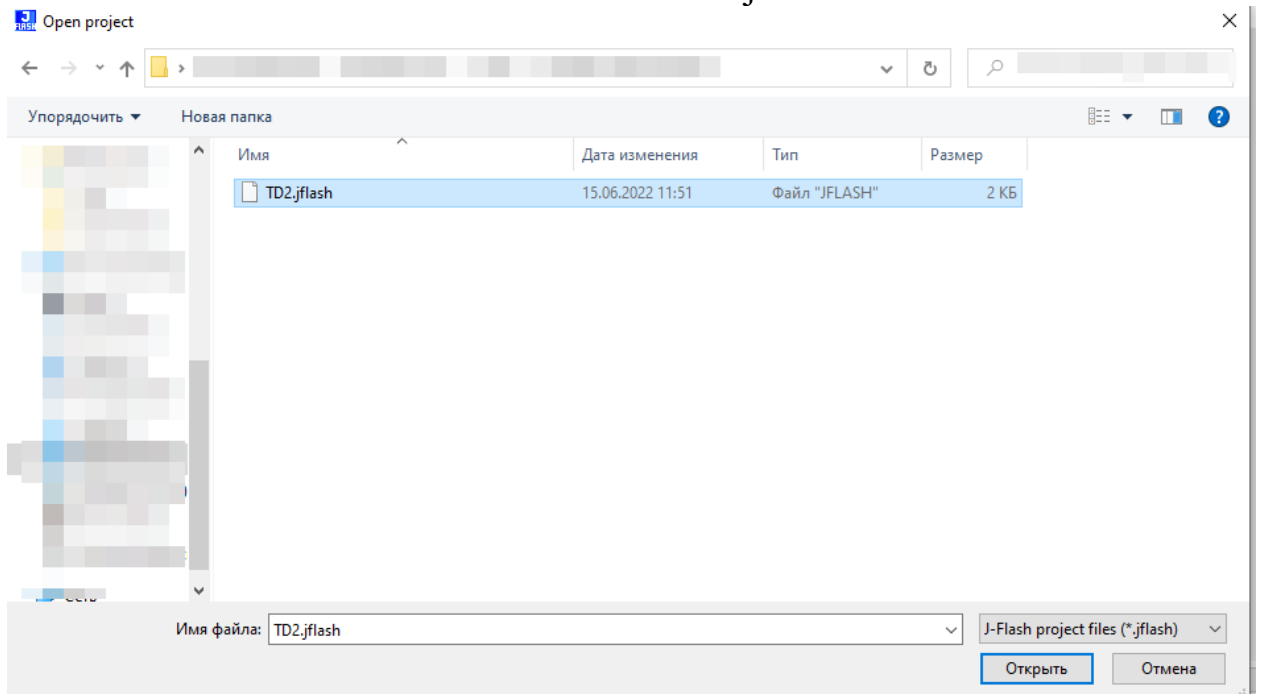 Open project
Упорядочить
Новая папка
Имя
Дата изменения
Тип
Размер
TD2.jflash
15.06.2022 11:51
Файл "JFLASH"
2 КБ
Имя файла:
TD2.jflash
J-Flash project files (*.jflash)
Открыть
Отмена